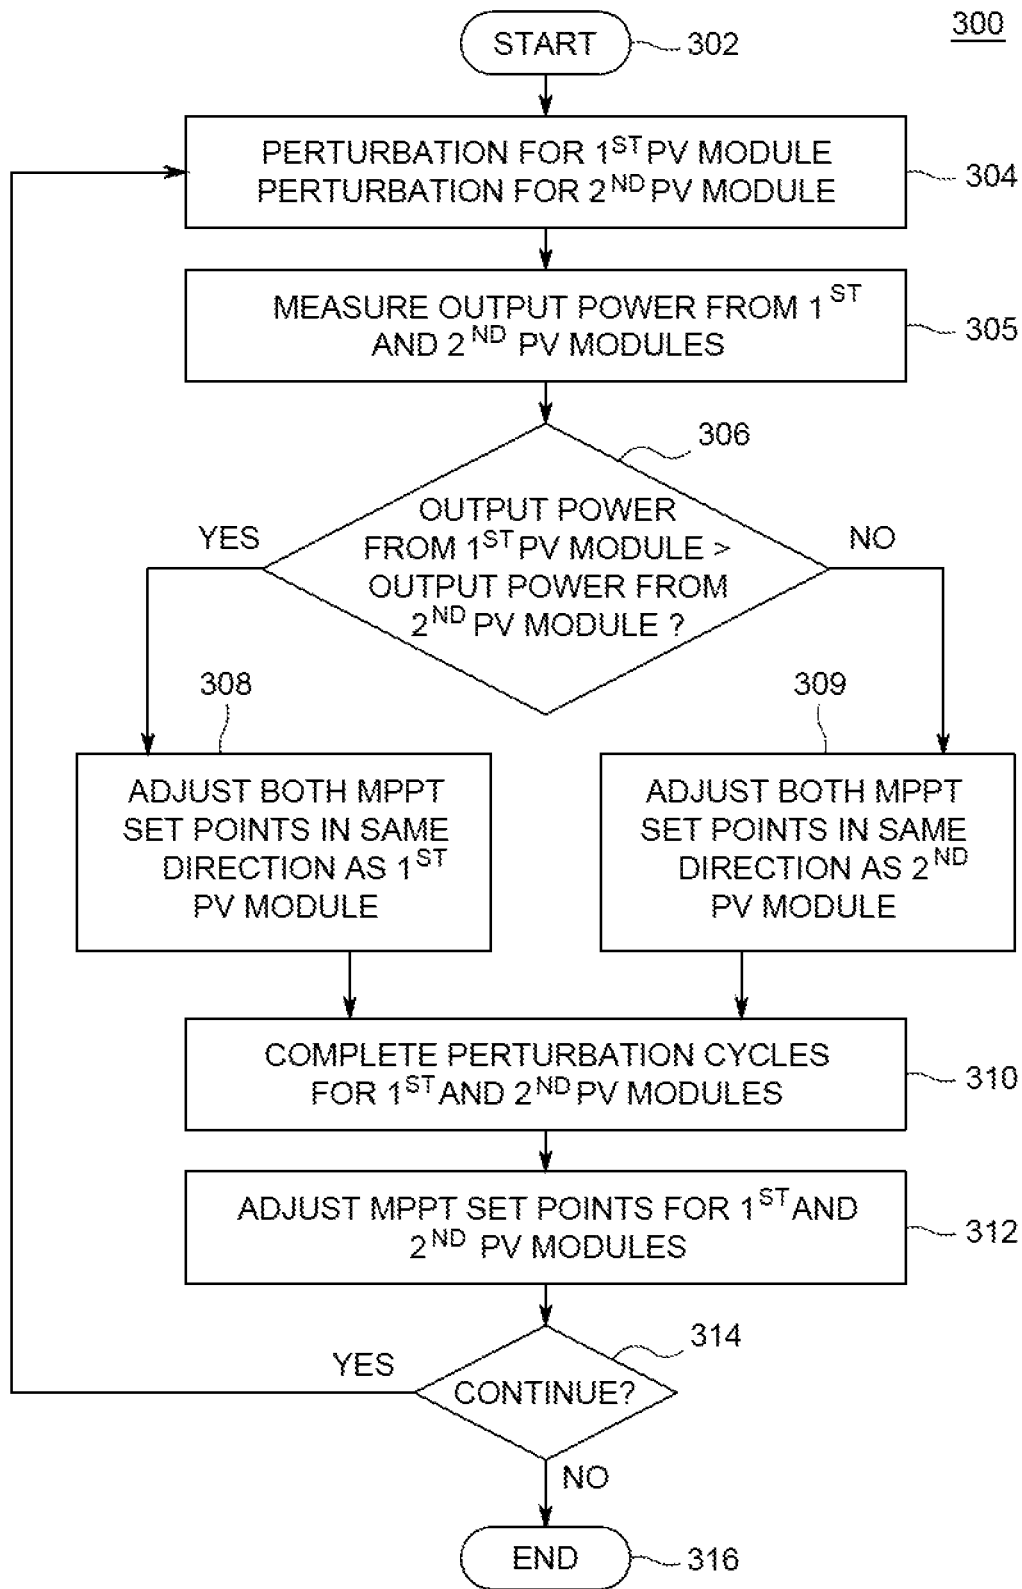 300
START
302
PERTURBATION FOR 1ST PV MODULE
PERTURBATION FOR 2ND PV MODULE
304
MEASURE OUTPUT POWER FROM 1ST
AND 2ND PV MODULES
305
306
OUTPUT POWER
FROM 1ST PV MODULE >
OUTPUT POWER FROM
2ND PV MODULE ?
YES
NO
308
ADJUST BOTH MPPT
SET POINTS IN SAME
DIRECTION AS 1ST
PV MODULE
309
ADJUST BOTH MPPT
SET POINTS IN SAME
DIRECTION AS 2ND
PV MODULE
COMPLETE PERTURBATION CYCLES
FOR 1ST AND 2ND PV MODULES
310
ADJUST MPPT SET POINTS FOR 1ST AND
2ND PV MODULES
312
314
YES
CONTINUE?
NO
END
316